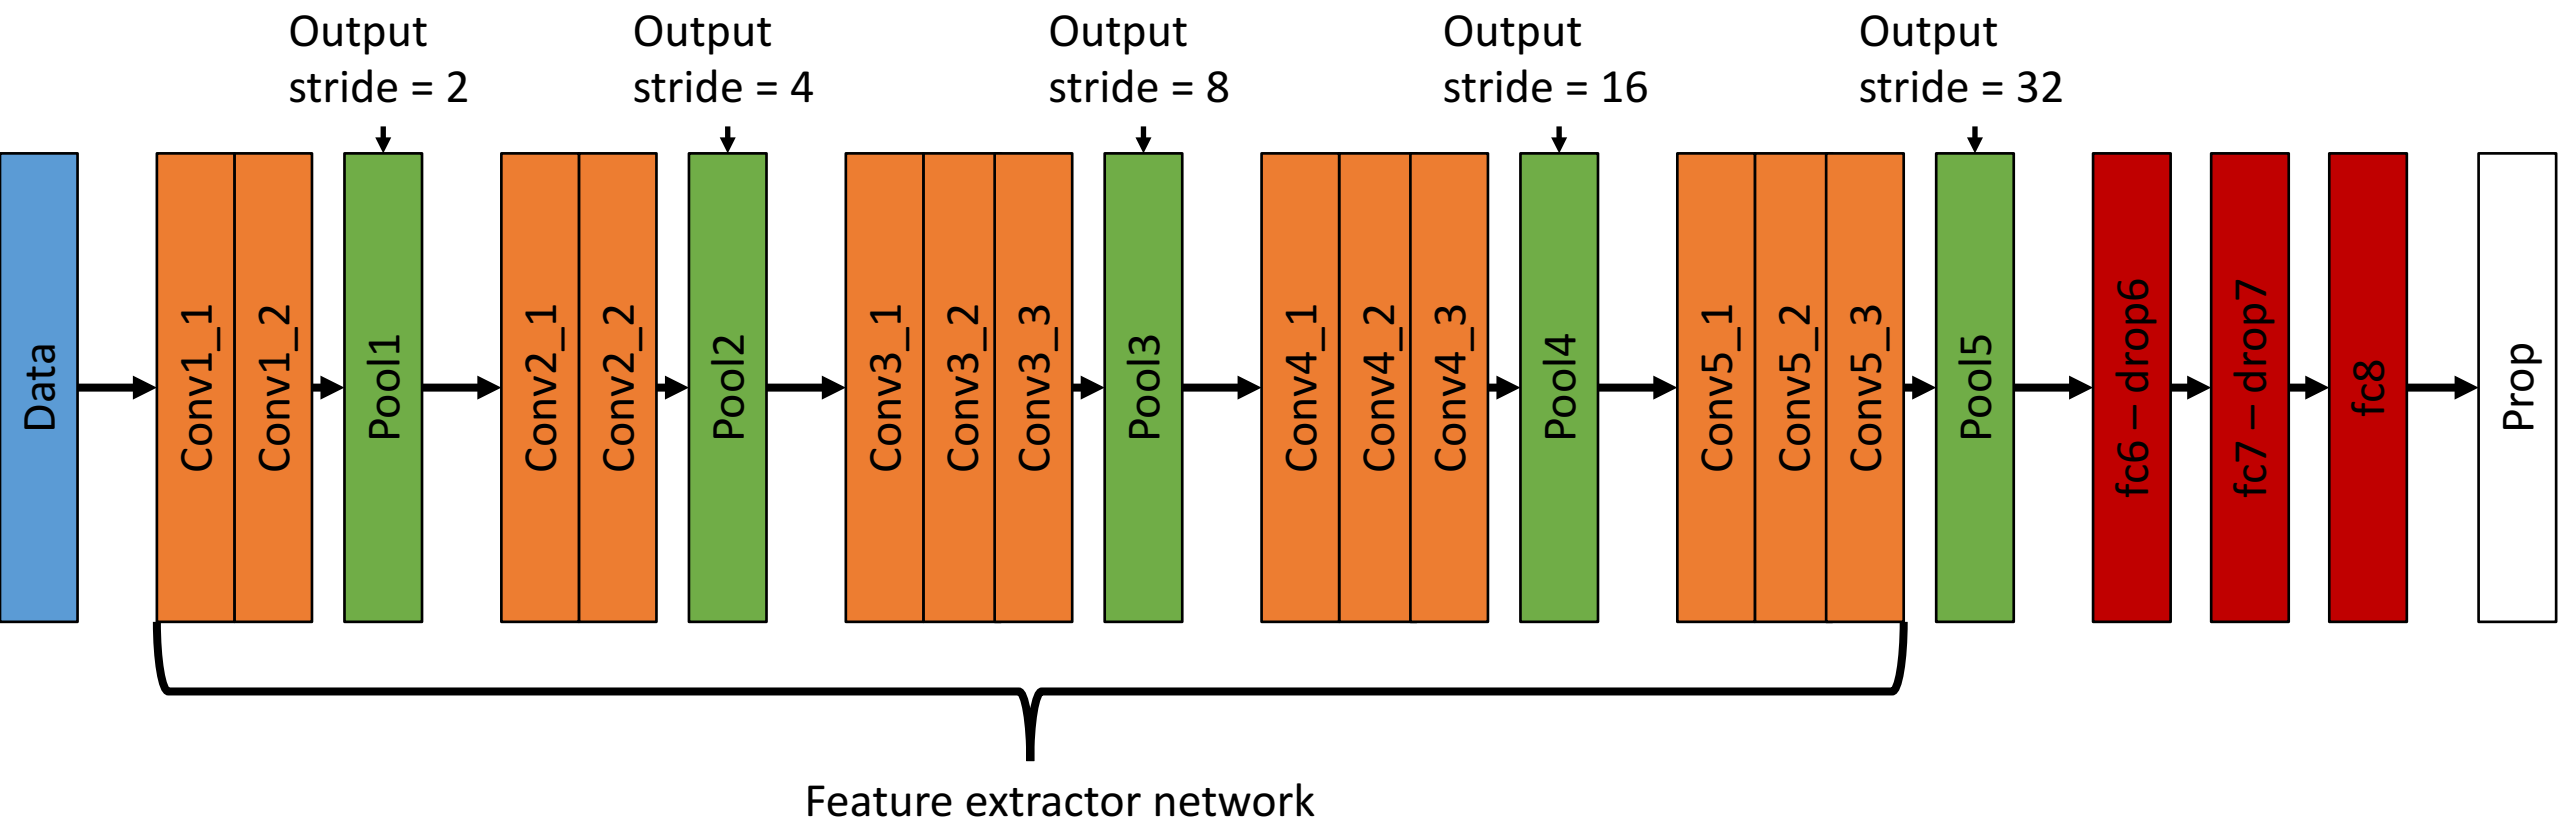 Output
stride = 2
Output
stride = 4
Output
stride = 8
Output
stride = 16
Output
stride = 32
Data
Conv1_1
Conv1_2
Pool1
Conv2_1
Conv2_2
Pool2
Conv3_1
Conv3_2
Conv3_3
Pool3
Conv4_1
Conv4_2
Conv4_3
Pool4
Conv5_1
Conv5_2
Conv5_3
Pool5
fc6 – drop6
fc7 – drop7
fc8
Prop
Feature extractor network